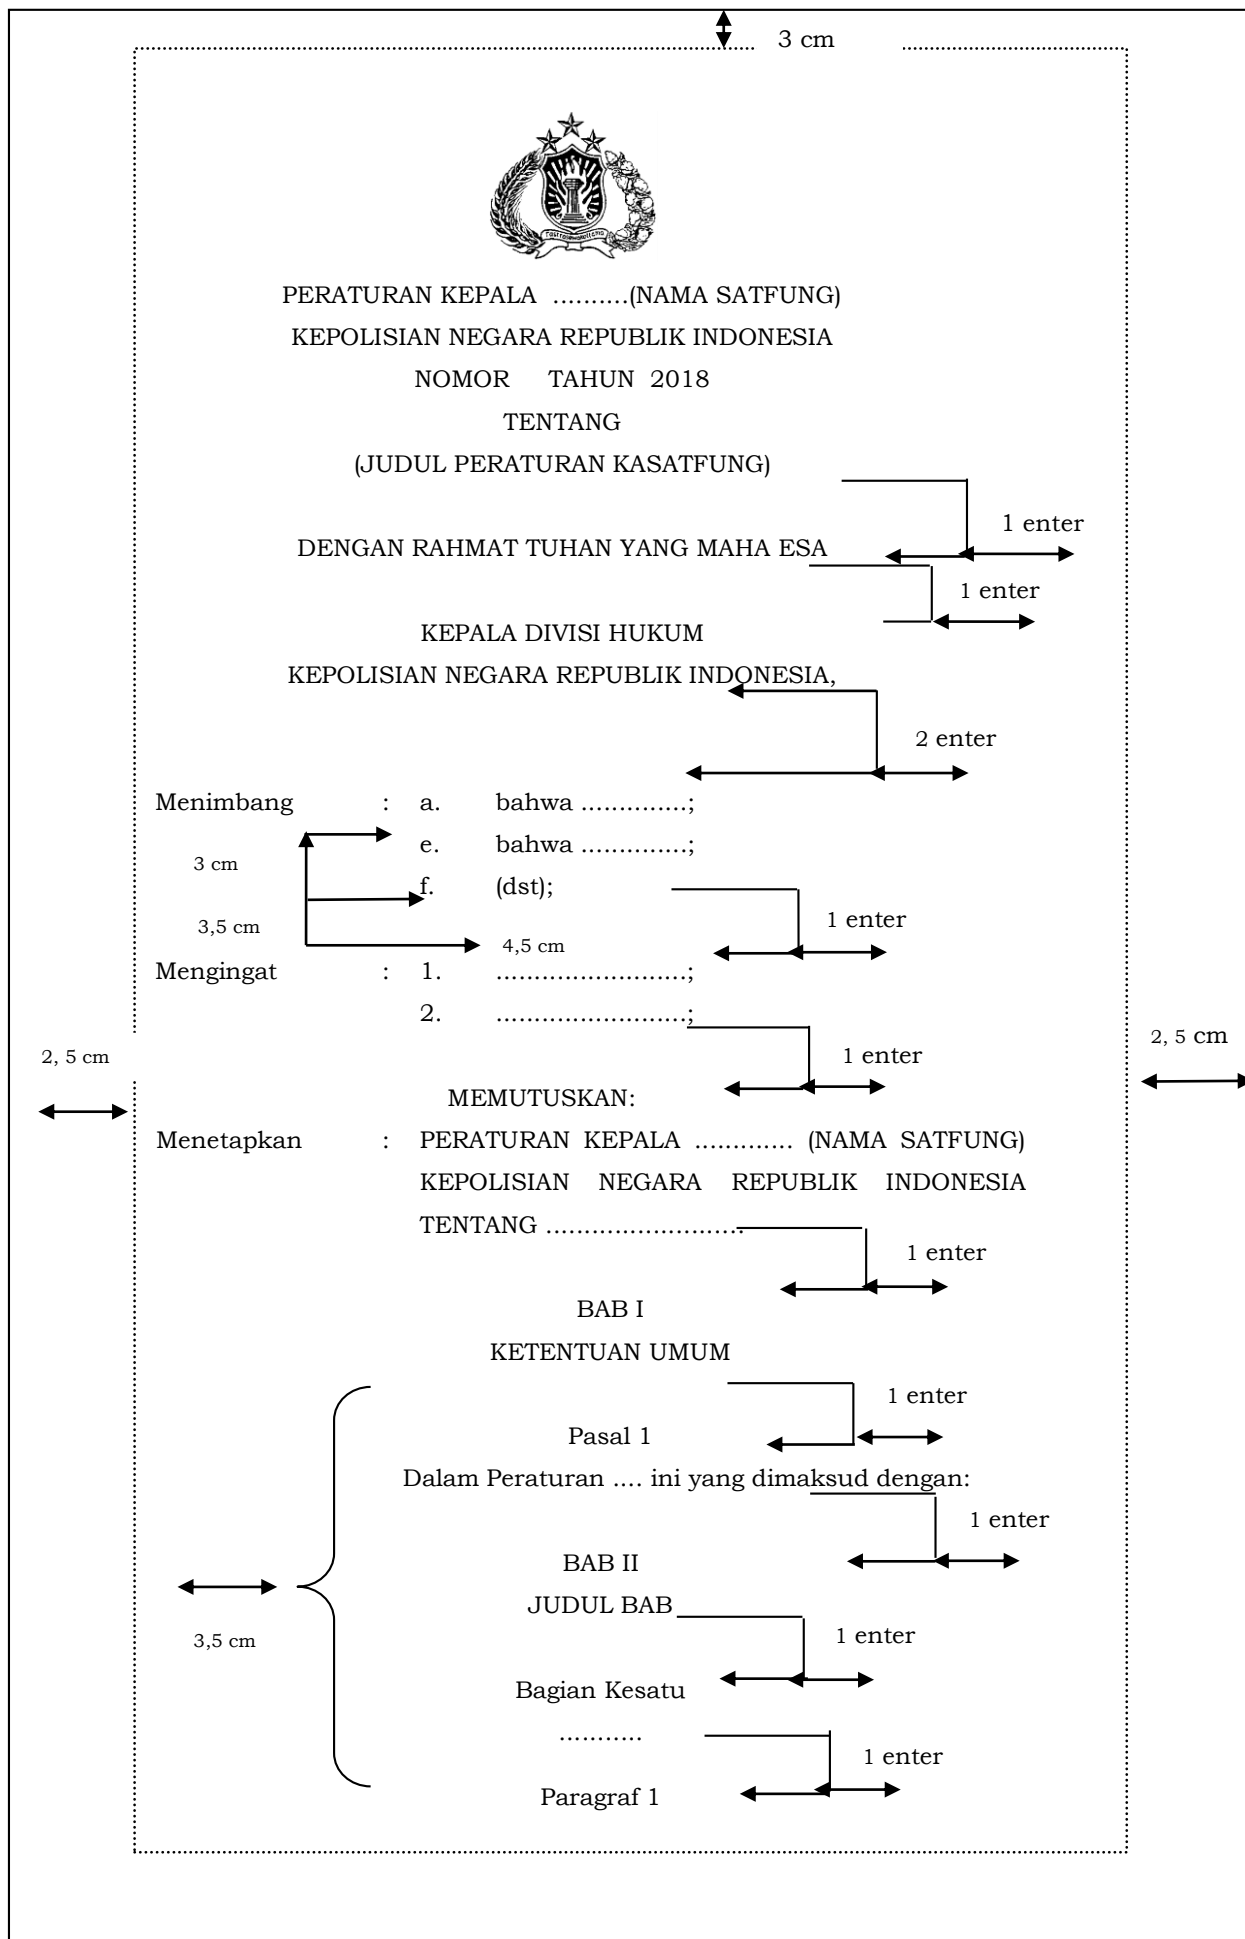 3 cm
PERATURAN KEPALA ..........(NAMA SATFUNG)
KEPOLISIAN NEGARA REPUBLIK INDONESIA
NOMOR TAHUN 2018
TENTANG
(JUDUL PERATURAN KASATFUNG)
1 enter
DENGAN RAHMAT TUHAN YANG MAHA ESA
1 enter
KEPALA DIVISI HUKUM
KEPOLISIAN NEGARA REPUBLIK INDONESIA,
2 enter
Menimbang : a. bahwa ..............;
e. bahwa ..............;
3 cm
f. (dst);
3,5 cm
1 enter
4,5 cm
Mengingat : 1. .........................;
2. .........................;
2, 5 cm
1 enter
2, 5 cm
MEMUTUSKAN:
Menetapkan : PERATURAN KEPALA ............. (NAMA SATFUNG)
KEPOLISIAN NEGARA REPUBLIK INDONESIA
TENTANG ..........................
1 enter
BAB I
KETENTUAN UMUM
1 enter
Pasal 1
Dalam Peraturan .... ini yang dimaksud dengan:
1 enter
BAB II
JUDUL BAB
1 enter
3,5 cm
Bagian Kesatu
...........
1 enter
Paragraf 1